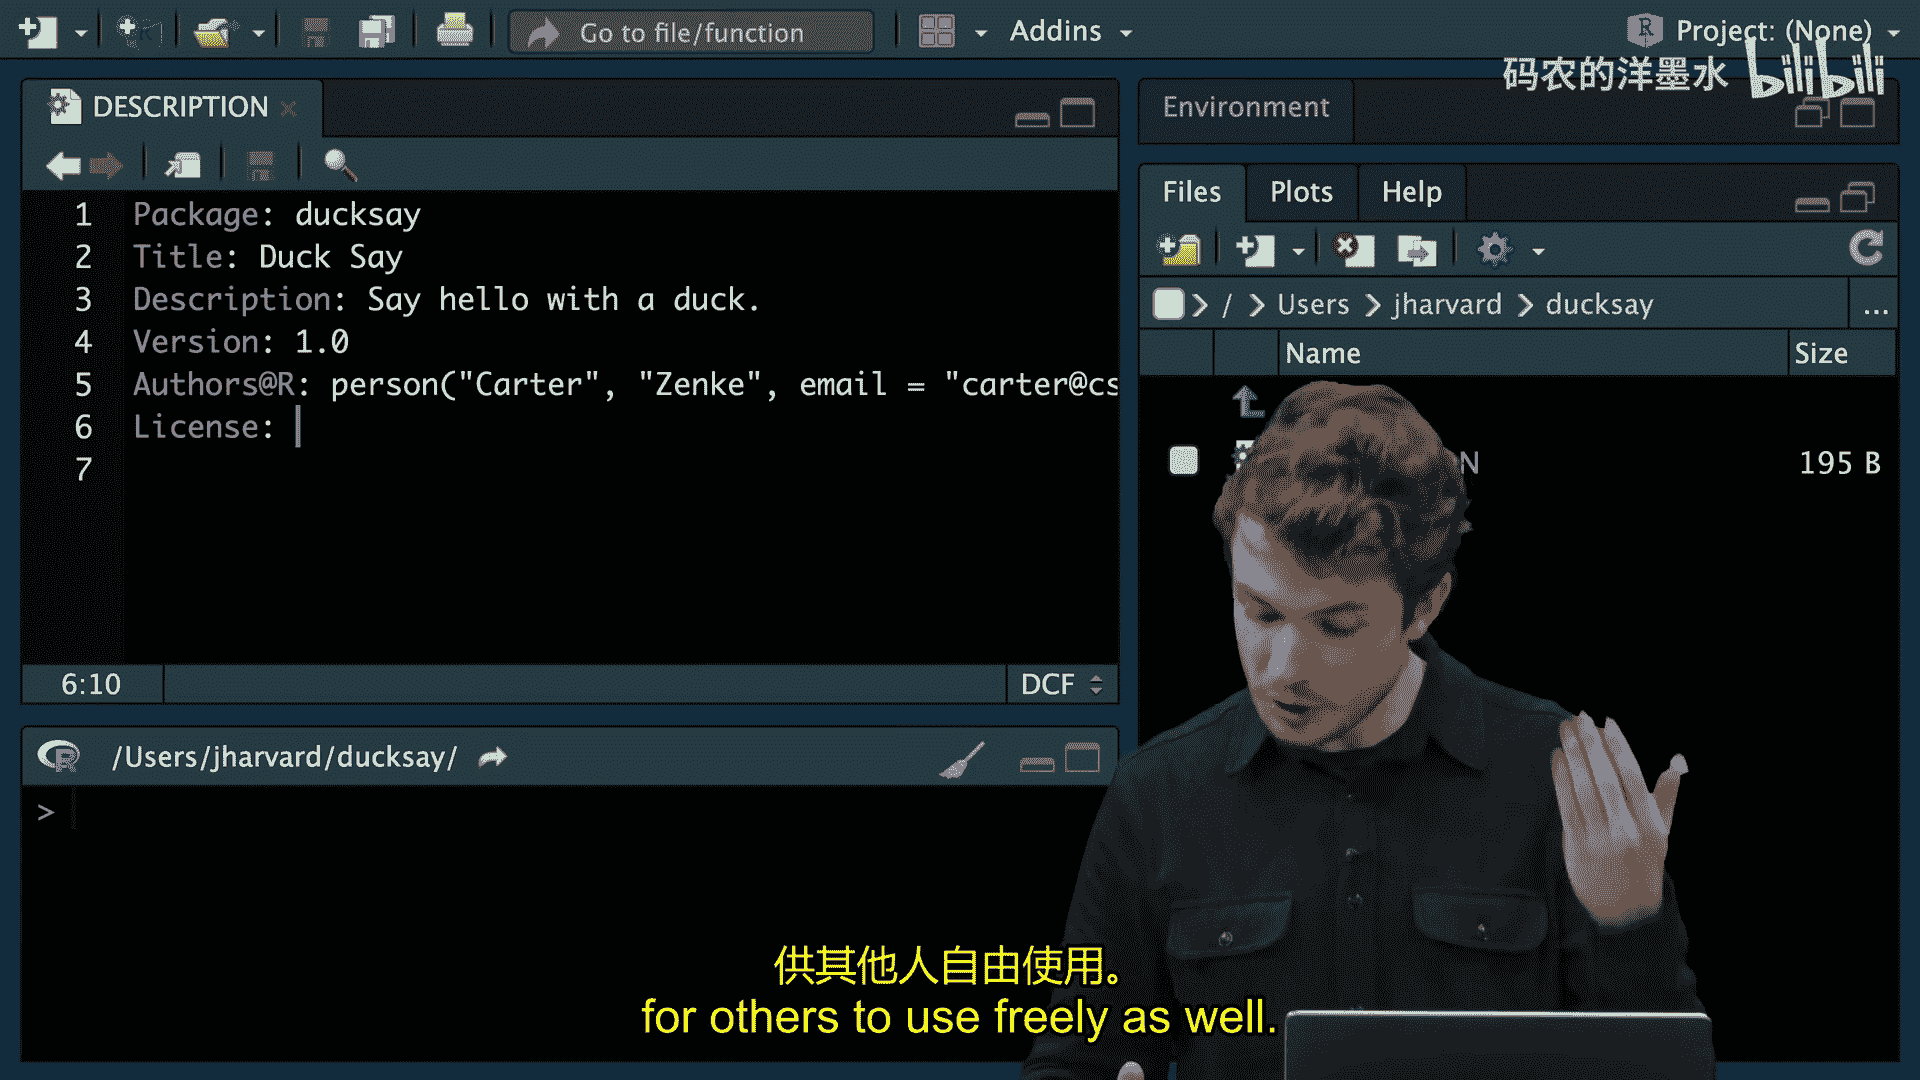 Go to file/function
Addins
Project: (None)
码农的洋墨水 bilibili
DESCRIPTION
1 Package: ducksay
2 Title: Duck Say
3 Description: Say hello with a duck.
4 Version: 1.0
5 Authors@R: person("Carter", "Zenke", email = "carter@cs
6 License:
7
6:10
DCF
/Users/jharvard/ducksay/
>
Environment
Files Plots Help
/ Users jharvard ducksay ...
Name Size
N 195 B
供其他人自由使用。
for others to use freely as well.